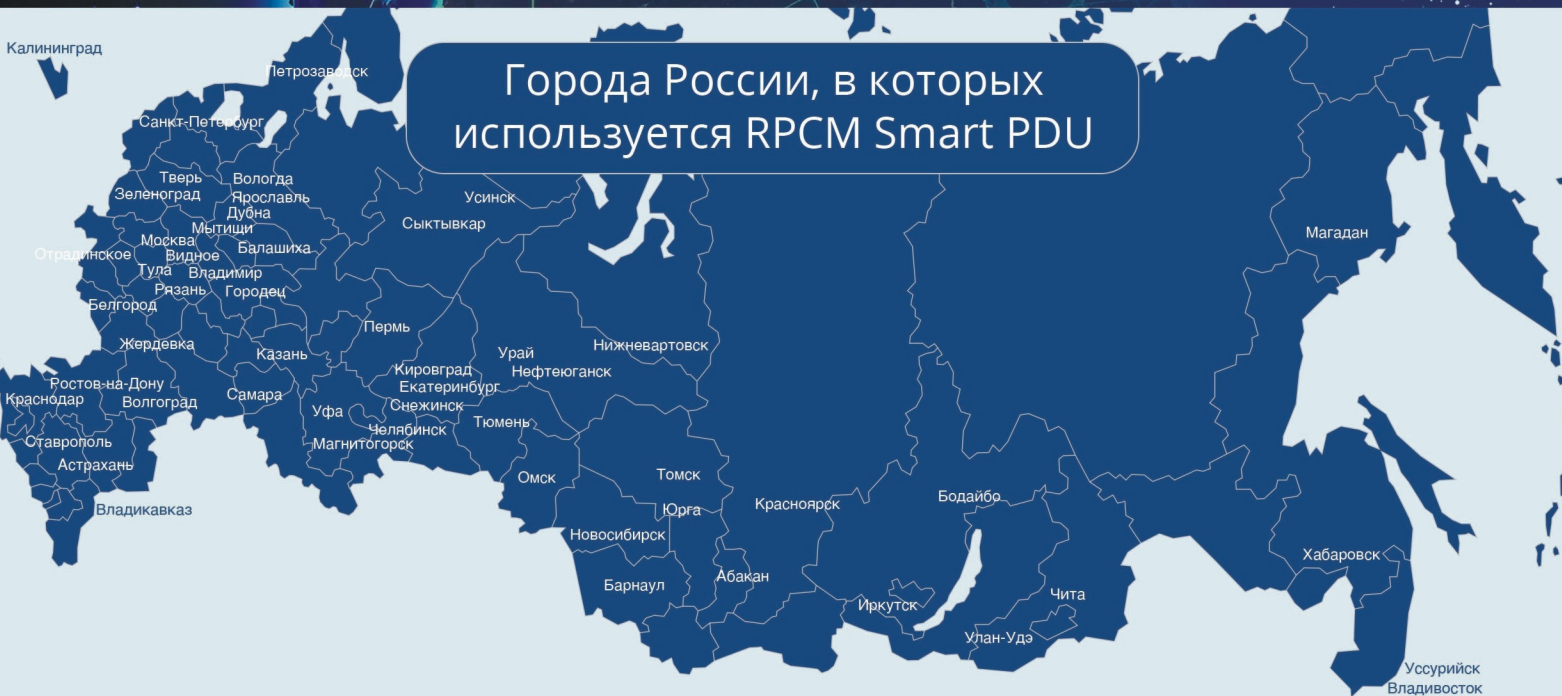 Города России, в которых
используется RPCM Smart PDU
Калининград
Петрозаводск
Санкт-Петербург
Тверь
Вологда
Зеленоград
Ярославль
Дубна
Усинск
Сыктывкар
Мытищи
Москва
Балашиха
Отрадинское
Видное
Тула
Владимир
Рязань
Городец
Белгород
Магадан
Пермь
Жердевка
Казань
Урай
Нижневартовск
Кировград
Нефтеюганск
Ростов-на-Дону
Екатеринбург
Краснодар
Волгоград
Самара
Снежинск
Уфа
Тюмень
Челябинск
Магнитогорск
Ставрополь
Астрахань
Омск
Томск
Владикавказ
Юрга
Красноярск
Бодайбо
Новосибирск
Хабаровск
Барнаул
Абакан
Иркутск
Чита
Улан-Удэ
Уссурийск
Владивосток